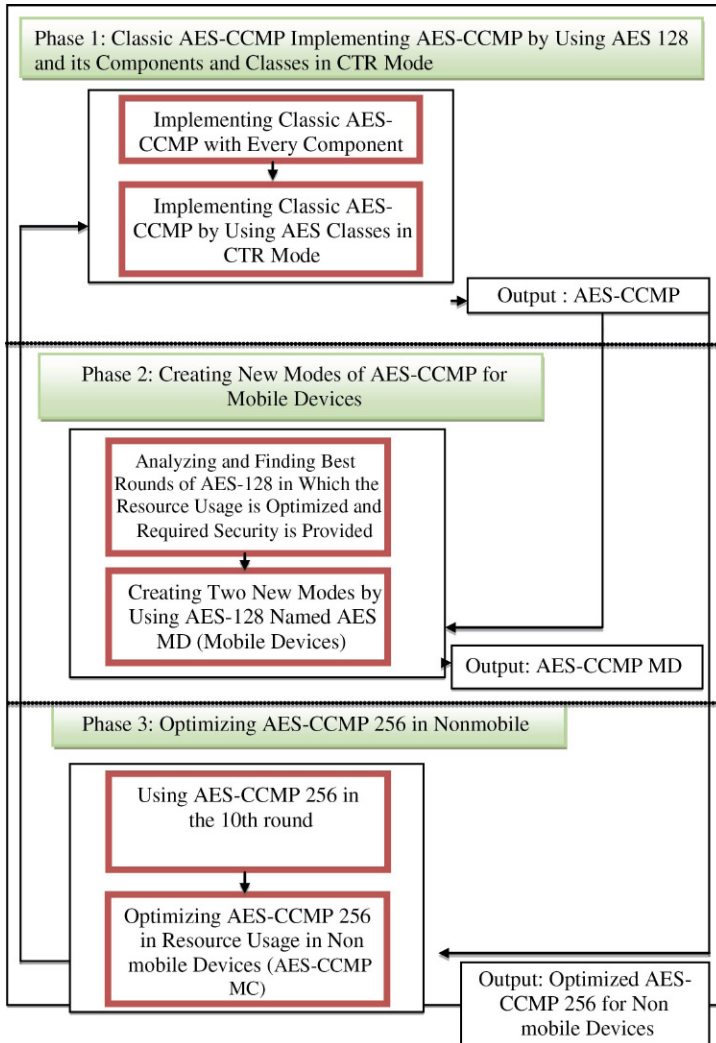 Phase 1: Classic AES-CCMP Implementing AES-CCMP by Using AES 128
and its Components and Classes in CTR Mode
Implementing Classic AES-
CCMP with Every Component
Implementing Classic AES-
CCMP by Using AES Classes in
CTR Mode
Output : AES-CCMP
Phase 2: Creating New Modes of AES-CCMP for
Mobile Devices
Analyzing and Finding Best
Rounds of AES-128 in Which the
Resource Usage is Optimized and
Required Security is Provided
Creating Two New Modes by
Using AES-128 Named AES
MD (Mobile Devices)
Output: AES-CCMP MD
Phase 3: Optimizing AES-CCMP 256 in Nonmobile
Using AES-CCMP 256 in
the 10th round
Optimizing AES-CCMP 256
in Resource Usage in Non
mobile Devices (AES-CCMP
MC)
Output: Optimized AES-
CCMP 256 for Non
mobile Devices